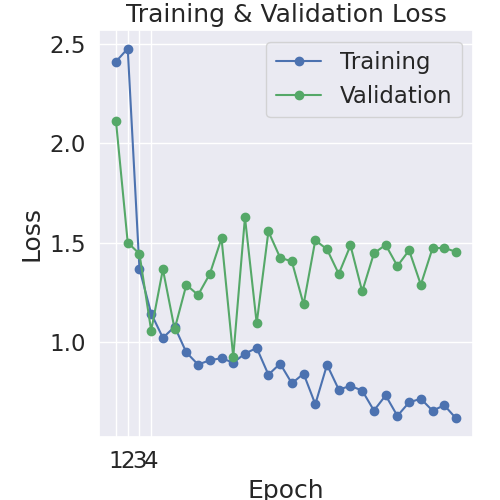 Training & Validation Loss
Training
Validation
2.5
2.0
1.5
1.0
Loss
1234
Epoch